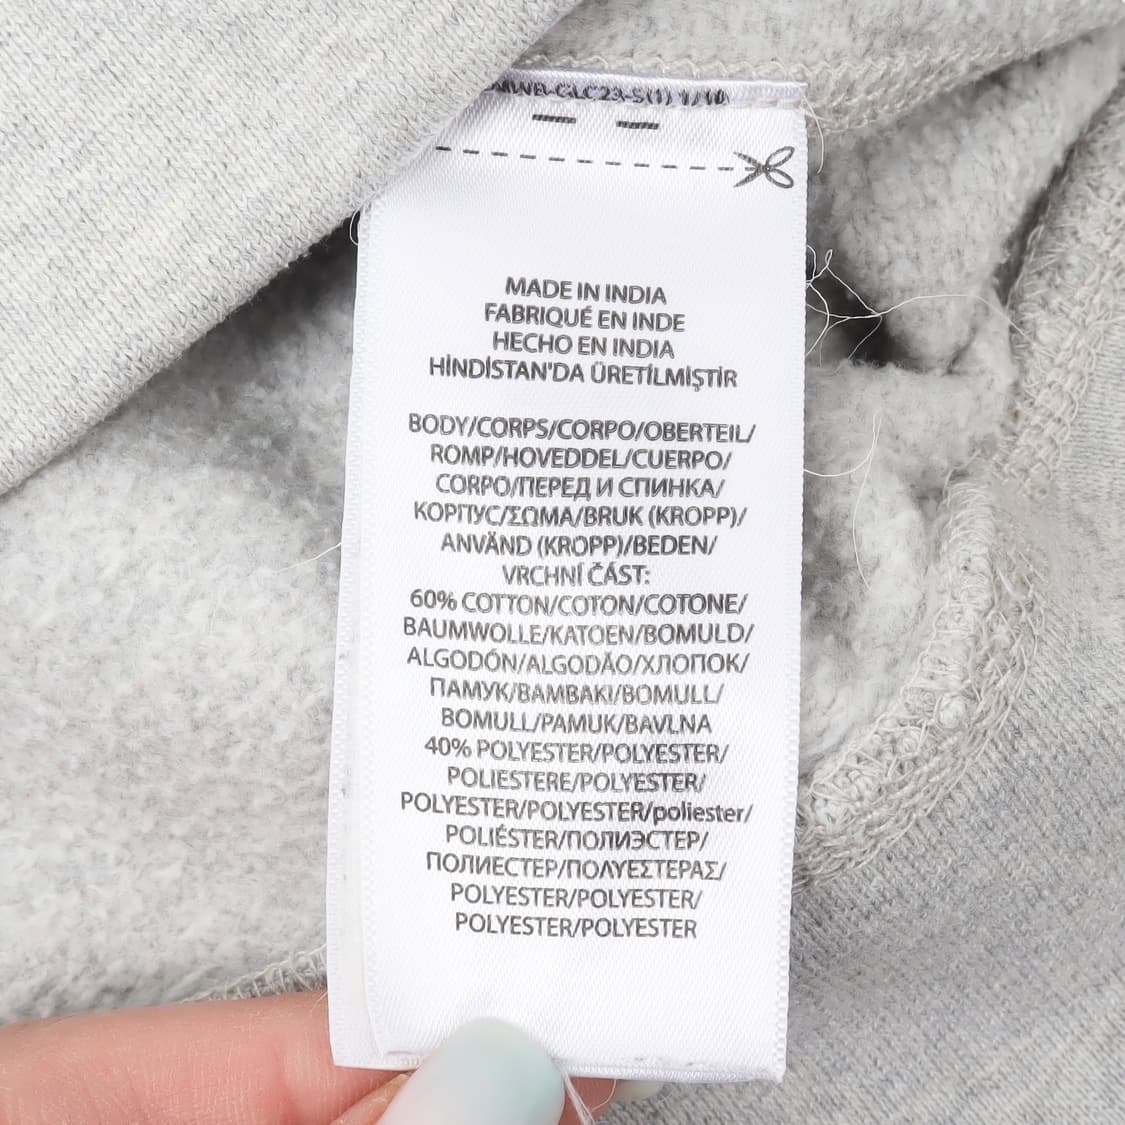 MADE IN INDIA
FABRIQUÉ EN INDE
HECHO EN INDIA
HİNDİSTAN'DA ÜRETİLMİŞTİR
BODY/CORPS/CORPO/OBERTEIL/
ROMP/HOVEDDEL/CUERPO/
CORPO/ПЕРЕД И СПИНКА/
КОРПУС/ΣΩΜΑ/BRUK (KROPP)/
ANVÄND (KROPP)/BEDEN/
VRCHNÍ ČÁST:
60% COTTON/COTON/COTONE/
BAUMWOLLE/KATOEN/BOMULD/
ALGODÓN/ALGODÃO/ХЛОПОК/
ПАМУК/ΒΑΜΒΑΚΙ/BOMULL/
BOMULL/PAMUK/BAVLNA
40% POLYESTER/POLYESTER/
POLIESTERE/POLYESTER/
POLYESTER/POLYESTER/poliester/
POLIÉSTER/ПОЛИЭСТЕР/
ПОЛИЕСТЕР/ΠΟΛΥΕΣΤΕΡΑΣ/
POLYESTER/POLYESTER/
POLYESTER/POLYESTER